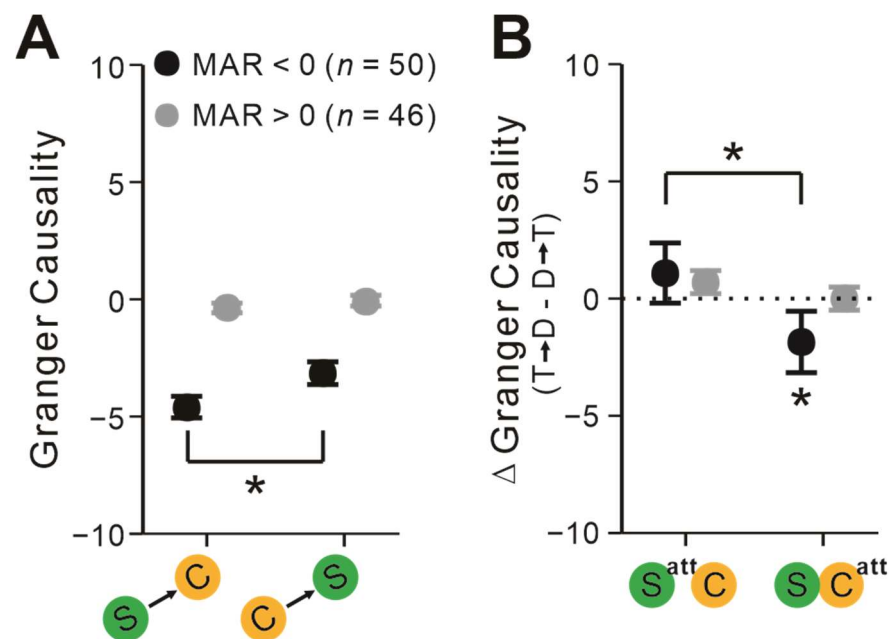 A
B
MAR < 0 (n = 50)
MAR > 0 (n = 46)
Granger Causality
10
5
0
−5
−10
*
S
C
C
S
Δ Granger Causality
(T→D - D→T)
10
5
0
−5
−10
*
*
S att C
S C att